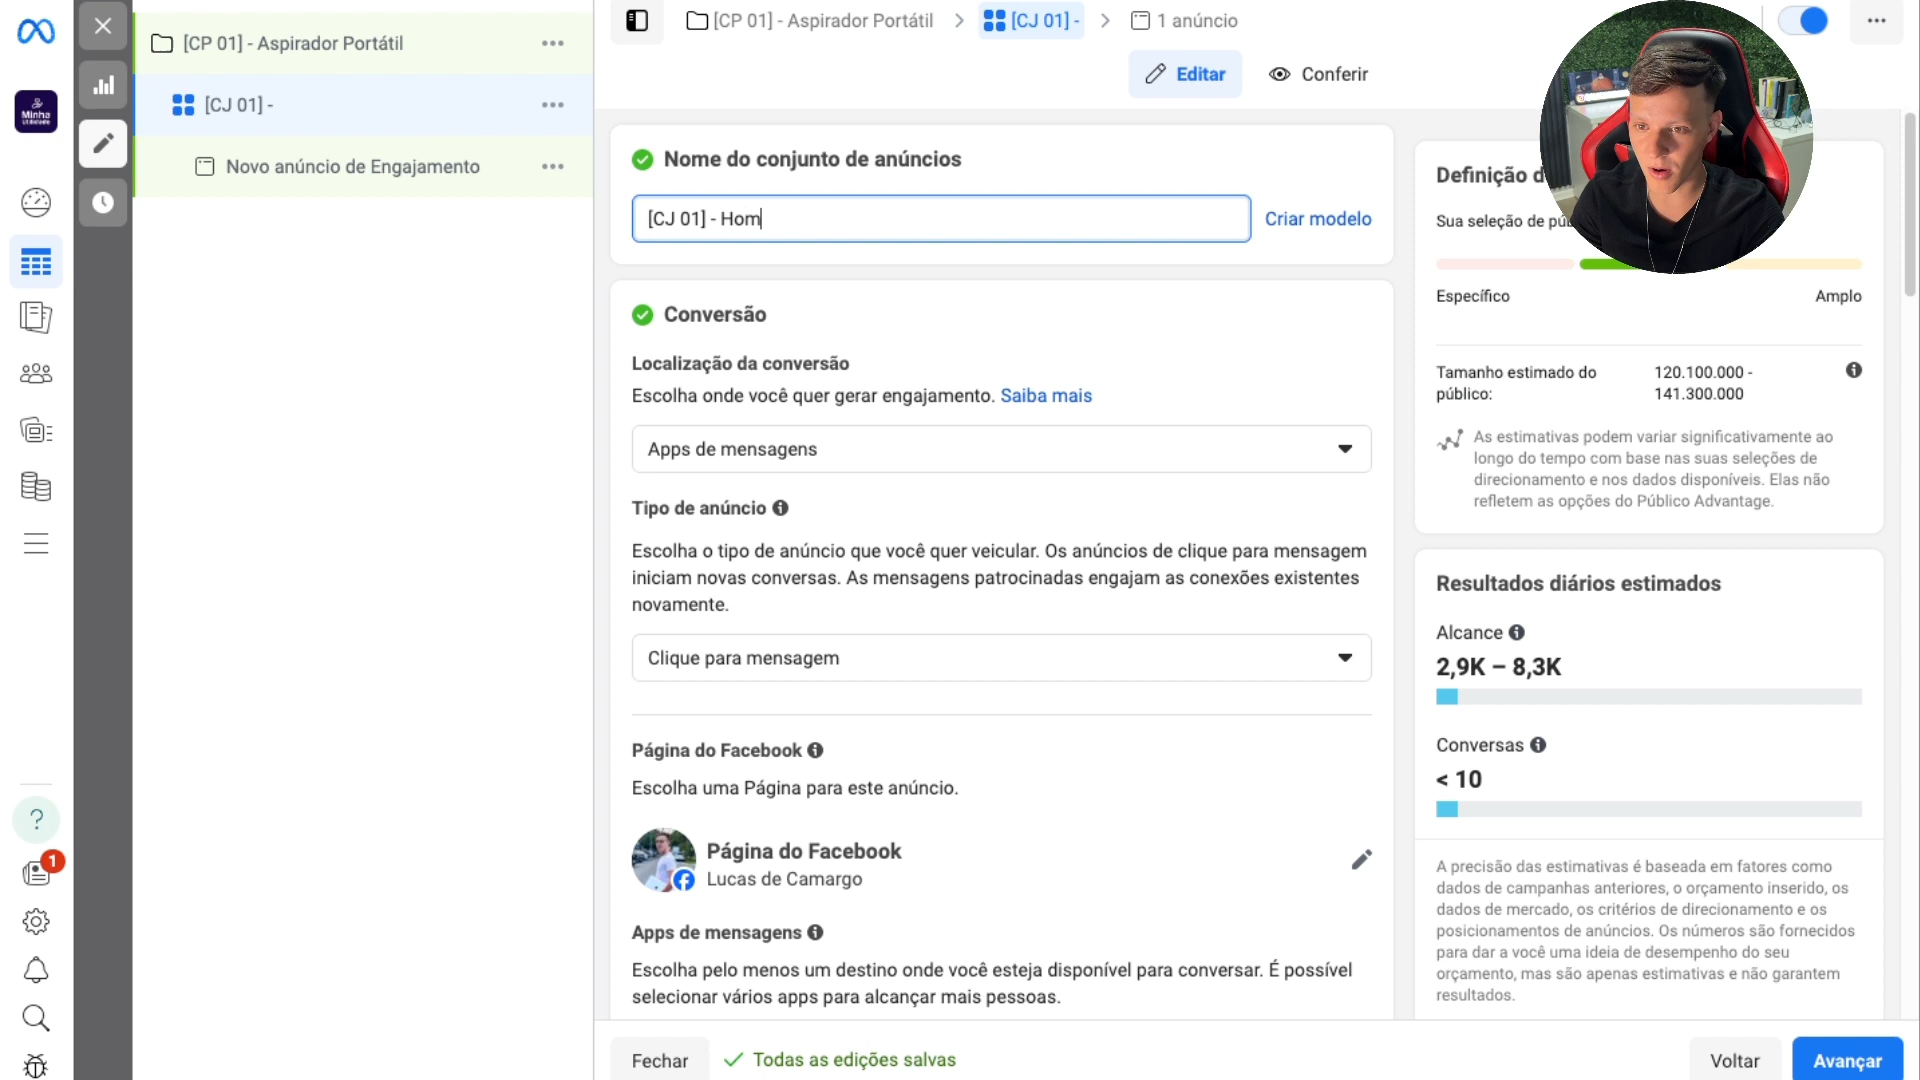 [CP 01] - Aspirador Portátil
[CJ 01] -
Novo anúncio de Engajamento
Minha
[CP 01] - Aspirador Portátil
[CJ 01] -
1 anúncio
Editar
Conferir
Nome do conjunto de anúncios
[CJ 01] - Hom
Criar modelo
Conversão
Localização da conversão
Escolha onde você quer gerar engajamento. Saiba mais
Apps de mensagens
Tipo de anúncio
Escolha o tipo de anúncio que você quer veicular. Os anúncios de clique para mensagem
iniciam novas conversas. As mensagens patrocinadas engajam as conexões existentes
novamente.
Clique para mensagem
Página do Facebook
Escolha uma Página para este anúncio.
Página do Facebook
Lucas de Camargo
Apps de mensagens
Escolha pelo menos um destino onde você esteja disponível para conversar. É possível
selecionar vários apps para alcançar mais pessoas.
Definição d
Sua seleção de
Específico
Amplo
Tamanho estimado do
público:
120.100.000 -
141.300.000
As estimativas podem variar significativamente ao
longo do tempo com base nas suas seleções de
direcionamento e nos dados disponíveis. Elas não
refletem as opções do Público Advantage.
Resultados diários estimados
Alcance
2,9K – 8,3K
Conversas
< 10
A precisão das estimativas é baseada em fatores como
dados de campanhas anteriores, o orçamento inserido, os
dados de mercado, os critérios de direcionamento e os
posicionamentos de anúncios. Os números são fornecidos
para dar a você uma ideia de desempenho do seu
orçamento, mas são apenas estimativas e não garantem
resultados.
?
1
Fechar
Todas as edições salvas
Voltar
Avançar